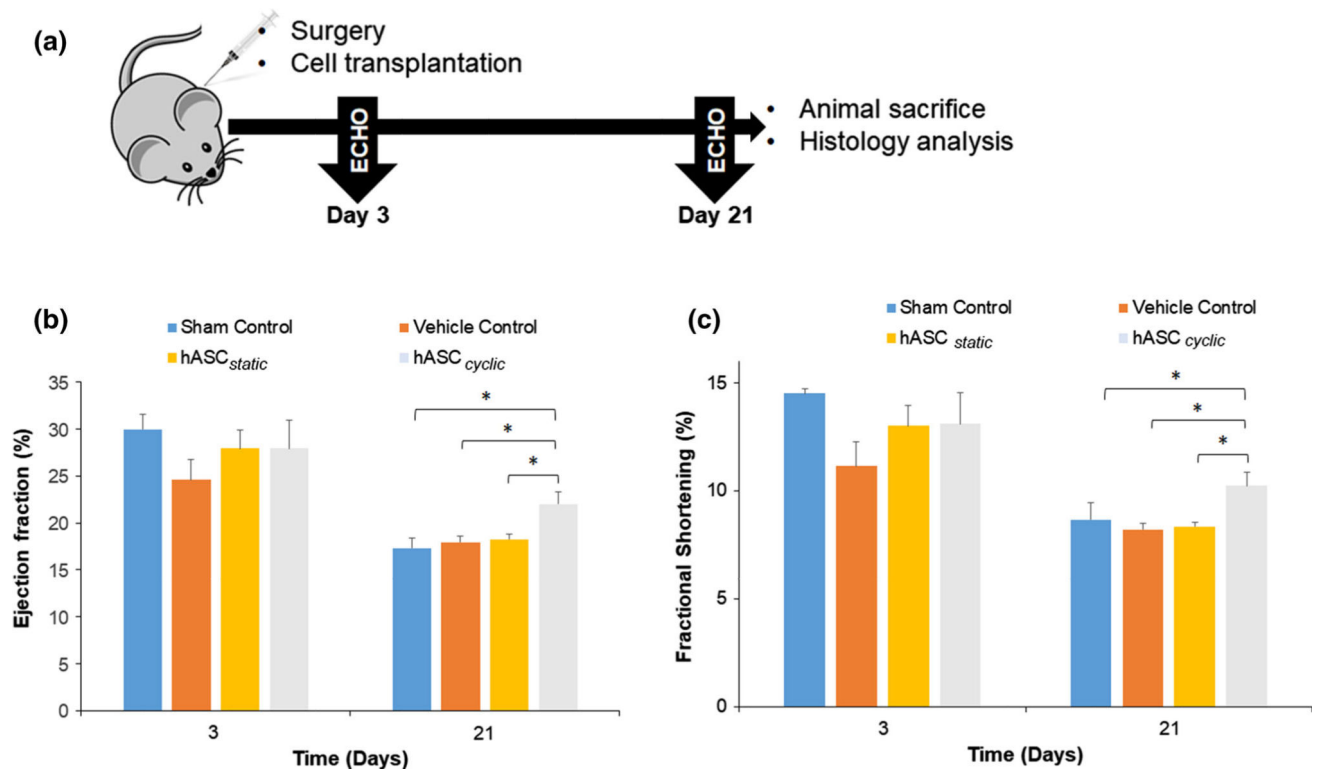 (a)
• Surgery
• Cell transplantation
ECHO
ECHO
• Animal sacrifice
• Histology analysis
Day 3
Day 21
(b)
Sham Control
Vehicle Control
hASCstatic
hASCcyclic
Ejection fraction (%)
35
30
25
20
15
10
5
0
*
*
*
3
21
Time (Days)
(c)
Sham Control
Vehicle Control
hASC static
hASC cyclic
Fractional Shortening (%)
15
10
5
0
*
*
*
3
21
Time (Days)